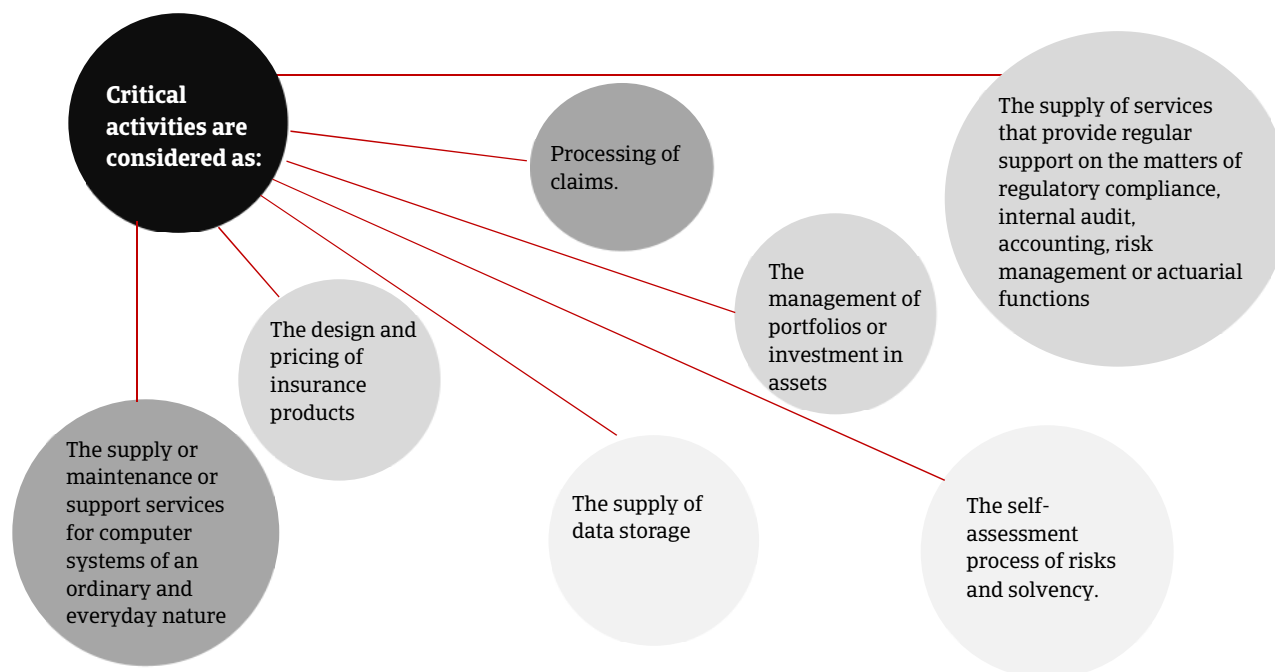 Critical
activities are
considered as:
Processing of
claims.
The supply of services
that provide regular
support on the matters of
regulatory compliance,
internal audit,
accounting, risk
management or actuarial
functions
The
management of
portfolios or
investment in
assets
The design and
pricing of
insurance
products
The supply or
maintenance or
support services
for computer
systems of an
ordinary and
everyday nature
The supply of
data storage
The self-
assessment
process of risks
and solvency.